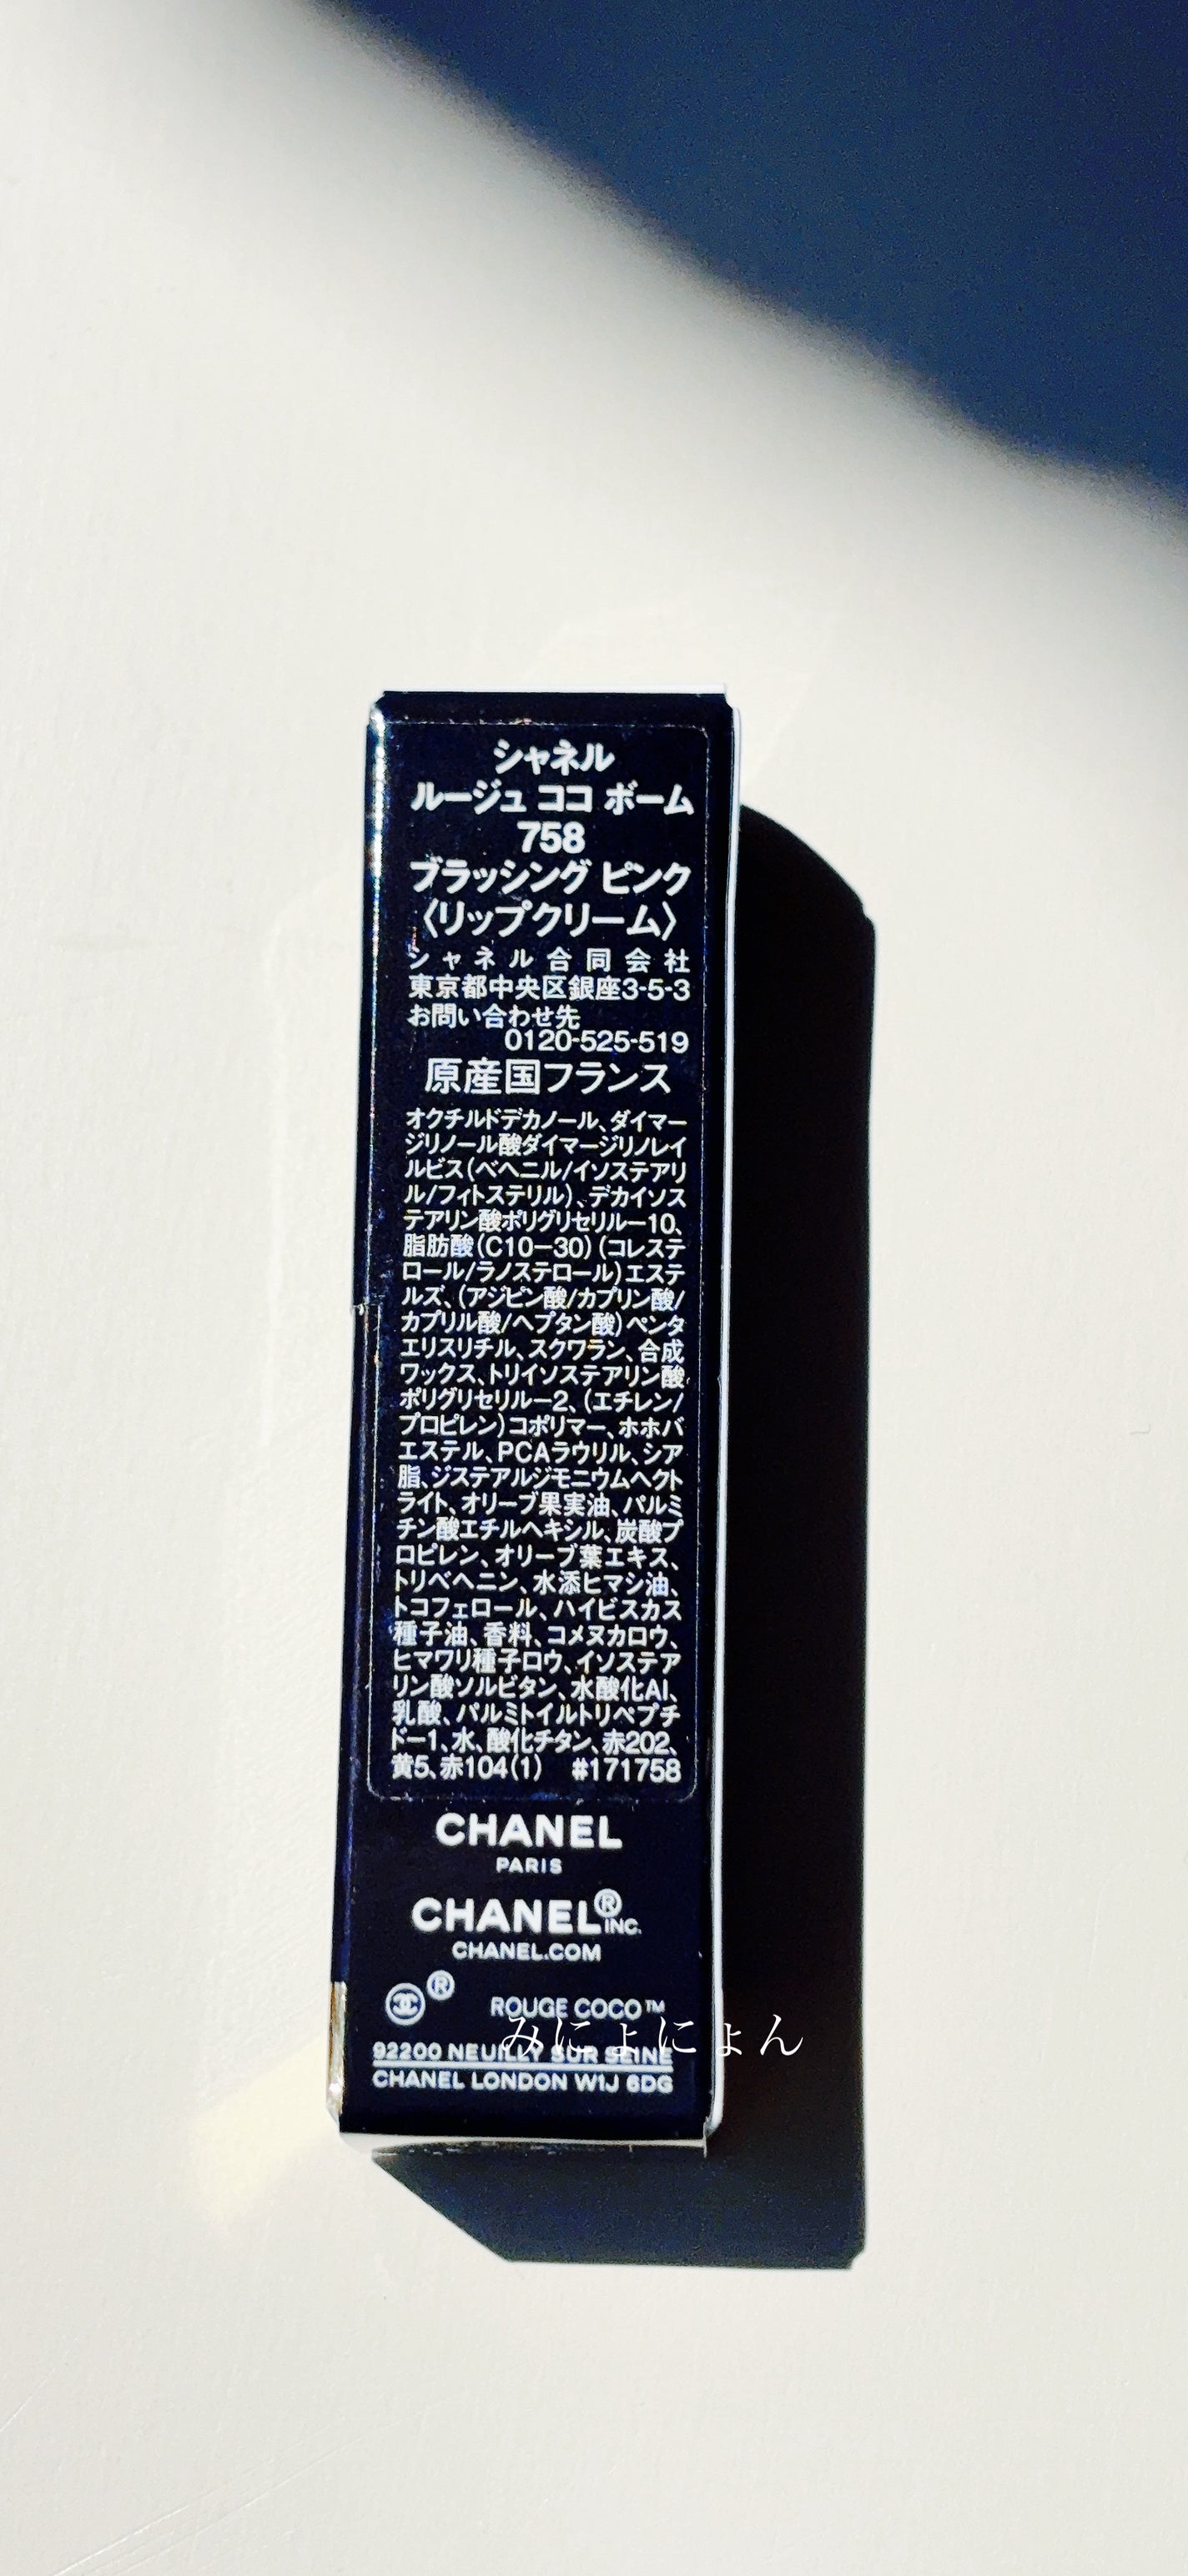 シャネル
ルージュ ココ ボーム
758
ブラッシング ピンク
〈リップクリーム〉
シャネル合同会社
東京都中央区銀座3-5-3
お問い合わせ先
0120-525-519
原産国フランス
オクチルドデカノール、ダイマー
ジリノール酸ダイマージリノレイ
ルビス(ベヘニル/イソステアリ
ル/フィトステリル)、デカイソス
テアリン酸ポリグリセリルー10、
脂肪酸(C10ー30)(コレステ
ロール/ラノステロール)エステ
ルズ、(アジピン酸/カプリン酸/
カプリル酸/ヘプタン酸)ペンタ
エリスリチル、スクワラン、合成
ワックス、トリイソステアリン酸
ポリグリセリルー2、(エチレン/
プロピレン)コポリマー、ホホバ
エステル、PCAラウリル、シア
脂、ジステアルジモニウムヘクト
ライト、オリーブ果実油、パルミ
チン酸エチルヘキシル、炭酸プ
ロピレン、オリーブ葉エキス、
トリベヘニン、水添ヒマシ油、
トコフェロール、ハイビスカス
種子油、香料、コメヌカロウ、
ヒマワリ種子ロウ、イソステア
リン酸ソルビタン、水酸化Al、
乳酸、パルミトイルトリペプチ
ドー1、水、酸化チタン、赤202、
黄5、赤104(1) #171758
CHANEL
PARIS
CHANEL® INC.
CHANEL.COM
® ROUGE COCO™
みにょにょん
92200 NEUILLY SUR SEINE
CHANEL LONDON W1J 6DG